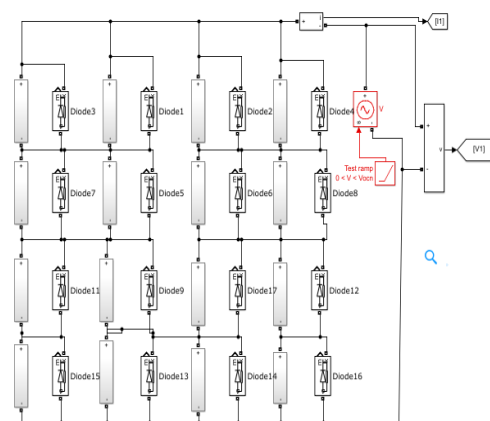 [I1]
Diode3
Diode1
Diode2
Diode4
V
[V1]
Test ramp
0 < V < Vocn
Diode7
Diode5
Diode6
Diode8
Diode11
Diode9
Diode17
Diode12
Diode15
Diode13
Diode14
Diode16